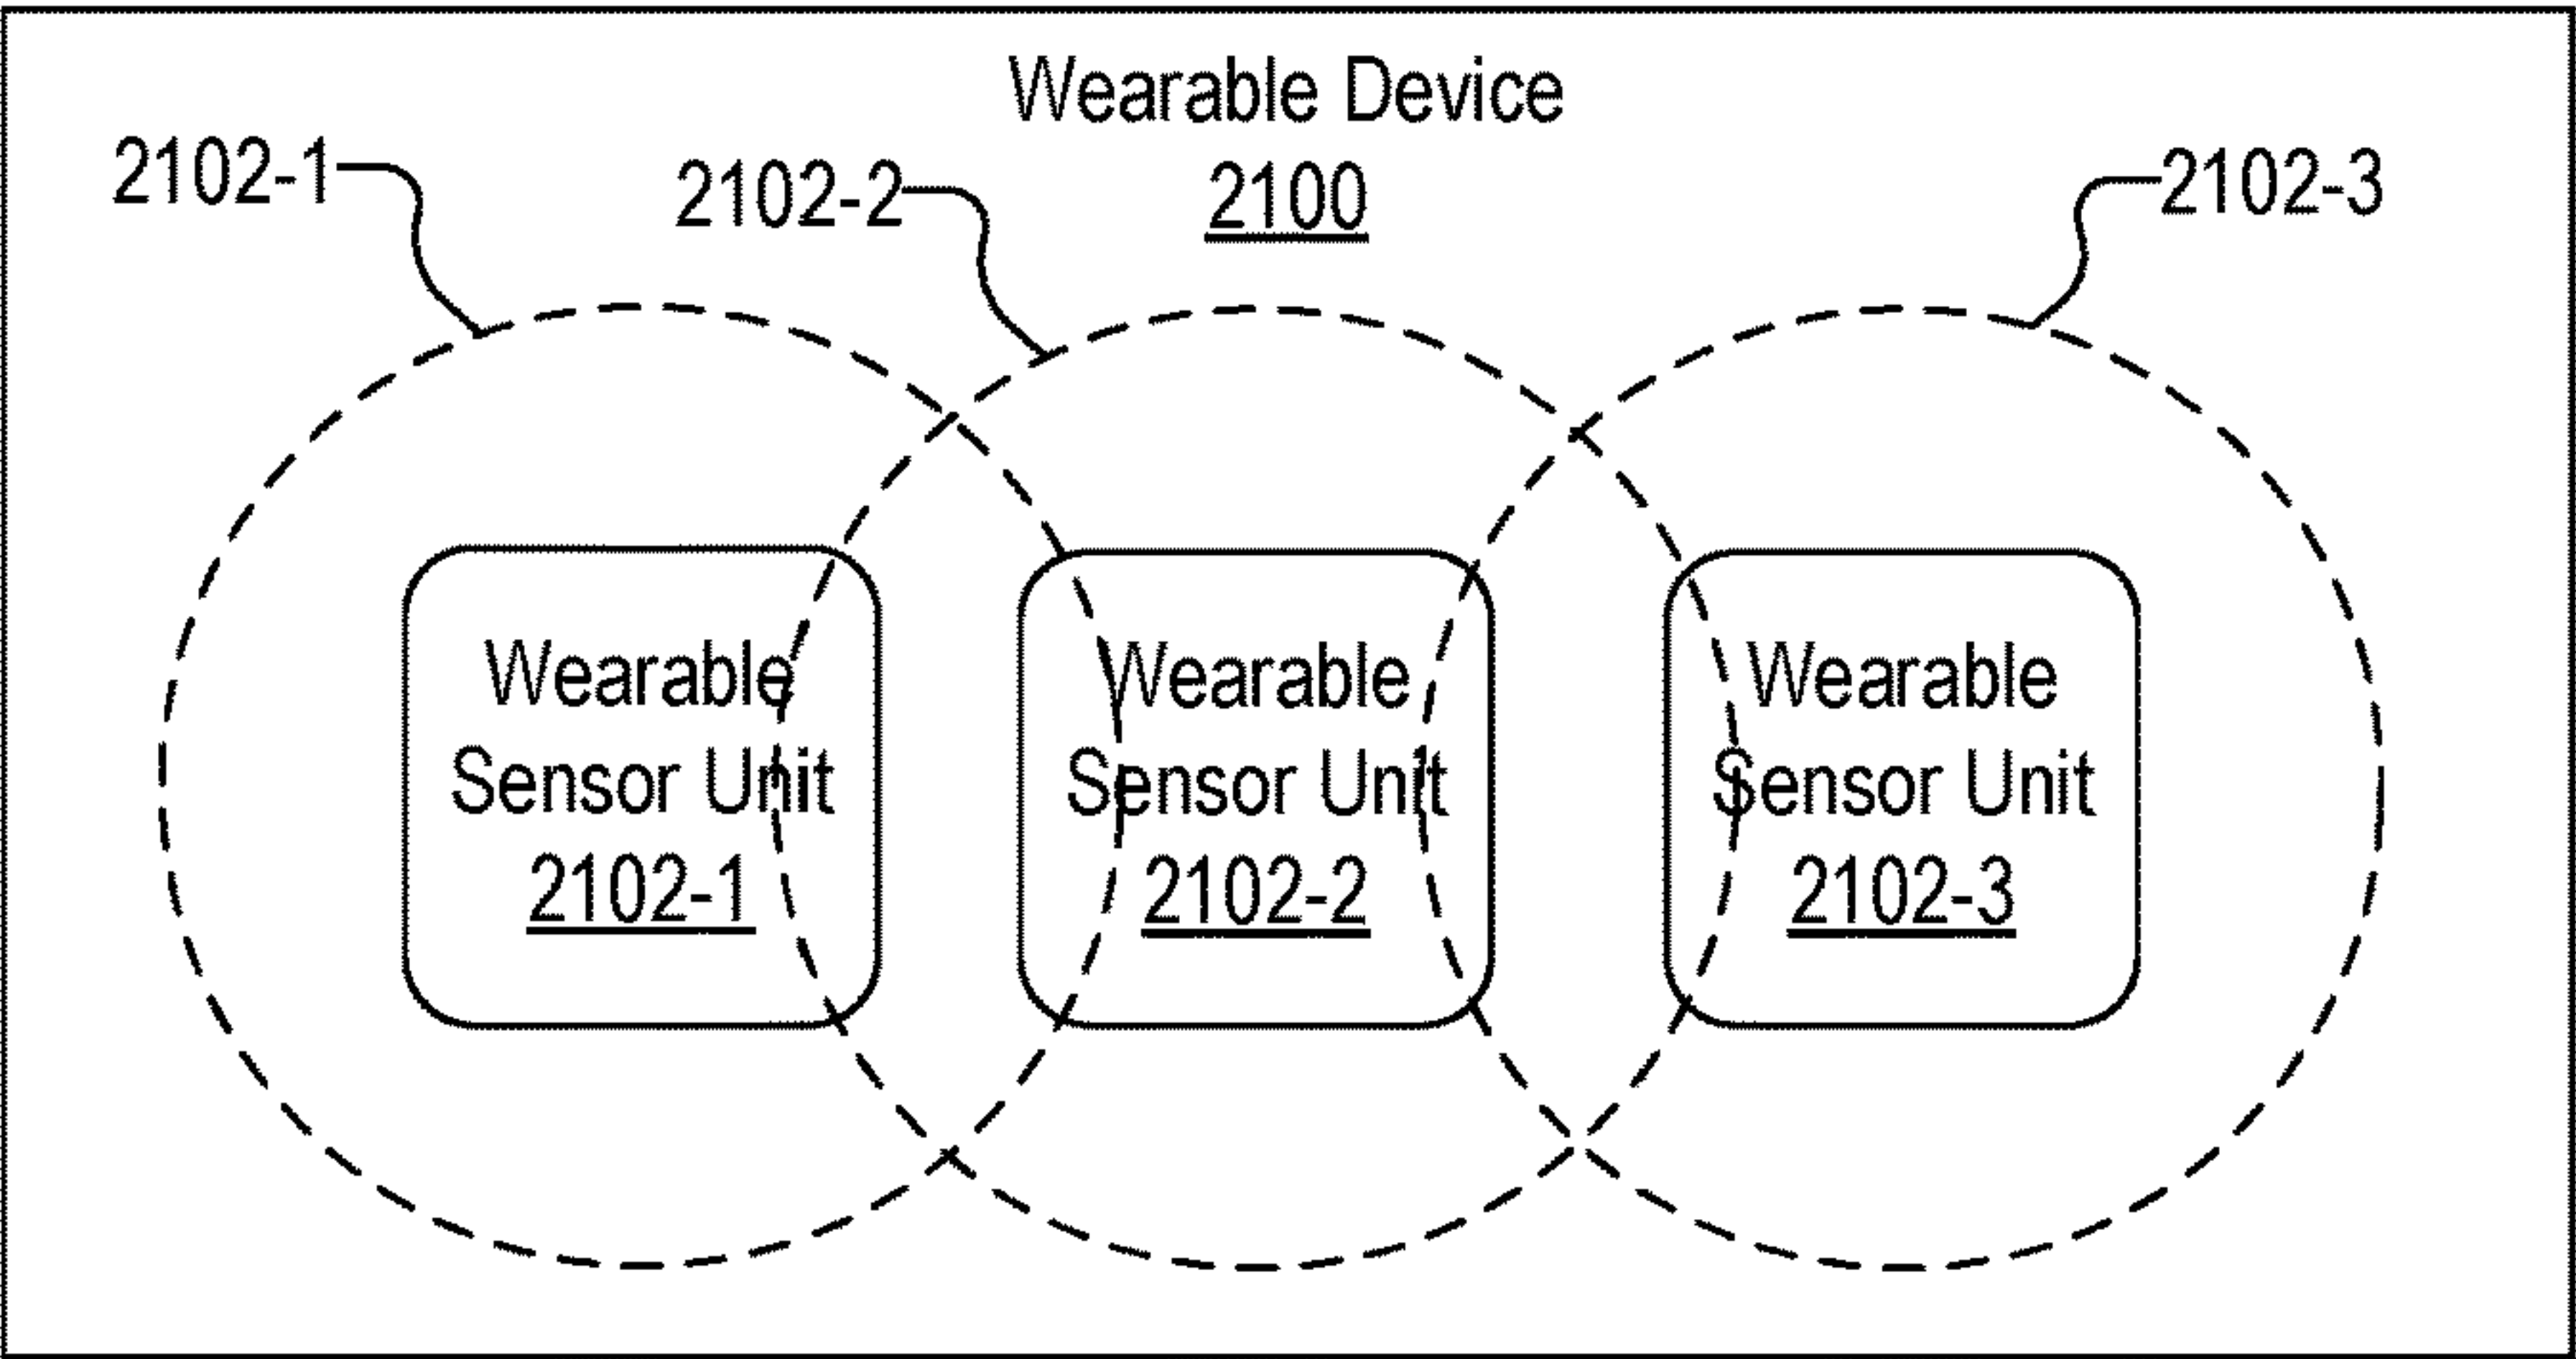 Wearable Device
2100
2102-1
2102-2
2102-3
Wearable
Sensor Unit
2102-1
Wearable
Sensor Unit
2102-2
Wearable
Sensor Unit
2102-3